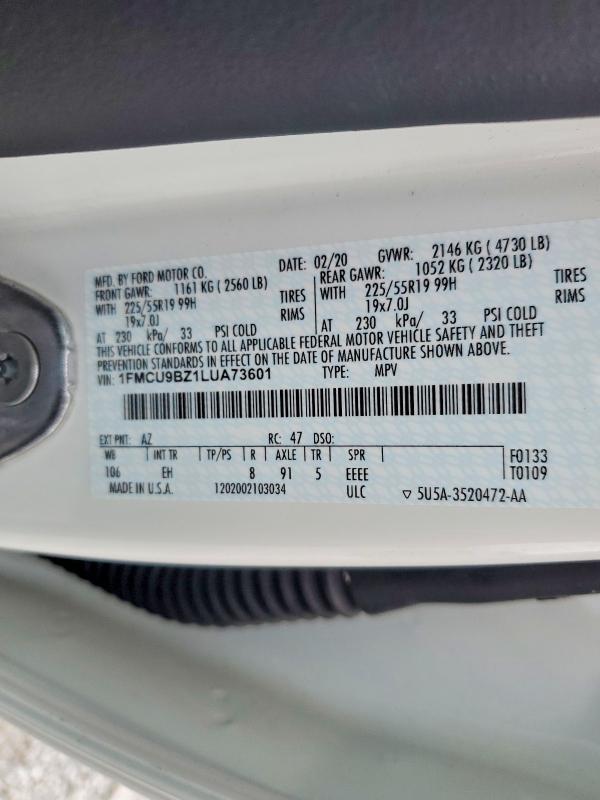 MFD. BY FORD MOTOR CO. DATE: 02/20 GVWR: 2146 KG ( 4730 LB)
FRONT GAWR: 1161 KG ( 2560 LB) REAR GAWR: 1052 KG ( 2320 LB)
WITH 225/55R19 99H TIRES WITH 225/55R19 99H TIRES
19x7.0J RIMS 19x7.0J RIMS
AT 230 kPa/ 33 PSI COLD AT 230 kPa/ 33 PSI COLD
THIS VEHICLE CONFORMS TO ALL APPLICABLE FEDERAL MOTOR VEHICLE SAFETY AND THEFT
PREVENTION STANDARDS IN EFFECT ON THE DATE OF MANUFACTURE SHOWN ABOVE.
VIN: 1FMCU9BZ1LUA73601 TYPE: MPV
EXT PNT: AZ RC: 47 DSO:
WB | INT TR | TP/PS | R | AXLE | TR | SPR F0133
106 EH 8 91 5 EEEE T0109
MADE IN U.S.A. 1202002103034 ULC ▽ 5U5A-3520472-AA